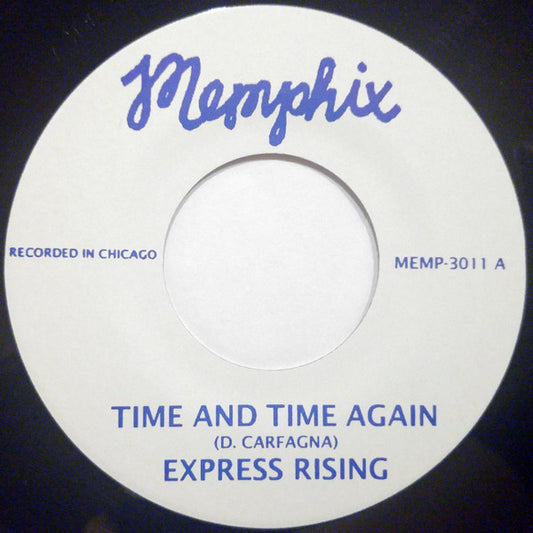 Memphix
RECORDED IN CHICAGO
MEMP-3011 A
TIME AND TIME AGAIN
(D. CARFAGNA)
EXPRESS RISING